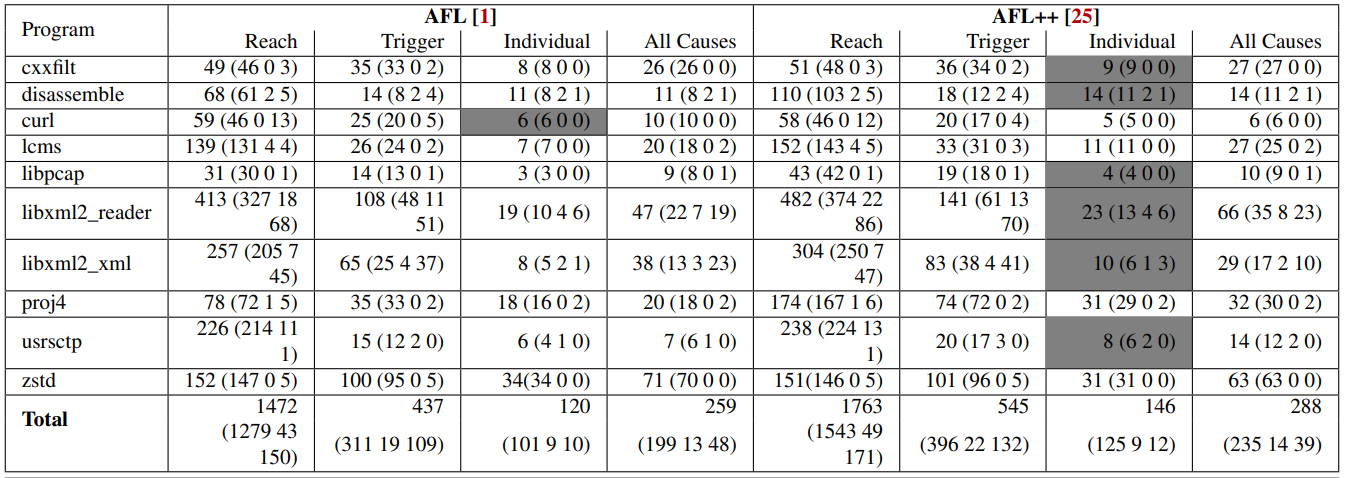 Program AFL [1] AFL++ [25]
Reach Trigger Individual All Causes Reach Trigger Individual All Causes
cxxfilt 49 (46 0 3) 35 (33 0 2) 8 (8 0 0) 26 (26 0 0) 51 (48 0 3) 36 (34 0 2) 9 (9 0 0) 27 (27 0 0)
disassemble 68 (61 2 5) 14 (8 2 4) 11 (8 2 1) 11 (8 2 1) 110 (103 2 5) 18 (12 2 4) 14 (11 2 1) 14 (11 2 1)
curl 59 (46 0 13) 25 (20 0 5) 6 (6 0 0) 10 (10 0 0) 58 (46 0 12) 20 (17 0 4) 5 (5 0 0) 6 (6 0 0)
lcms 139 (131 4 4) 26 (24 0 2) 7 (7 0 0) 20 (18 0 2) 152 (143 4 5) 33 (31 0 3) 11 (11 0 0) 27 (25 0 2)
libpcap 31 (30 0 1) 14 (13 0 1) 3 (3 0 0) 9 (8 0 1) 43 (42 0 1) 19 (18 0 1) 4 (4 0 0) 10 (9 0 1)
libxml2_reader 413 (327 18 68) 108 (48 11 51) 19 (10 4 6) 47 (22 7 19) 482 (374 22 86) 141 (61 13 70) 23 (13 4 6) 66 (35 8 23)
libxml2_xml 257 (205 7 45) 65 (25 4 37) 8 (5 2 1) 38 (13 3 23) 304 (250 7 47) 83 (38 4 41) 10 (6 1 3) 29 (17 2 10)
proj4 78 (72 1 5) 35 (33 0 2) 18 (16 0 2) 20 (18 0 2) 174 (167 1 6) 74 (72 0 2) 31 (29 0 2) 32 (30 0 2)
usrsctp 226 (214 11 1) 15 (12 2 0) 6 (4 1 0) 7 (6 1 0) 238 (224 13 1) 20 (17 3 0) 8 (6 2 0) 14 (12 2 0)
zstd 152 (147 0 5) 100 (95 0 5) 34(34 0 0) 71 (70 0 0) 151(146 0 5) 101 (96 0 5) 31 (31 0 0) 63 (63 0 0)
Total 1472 437 120 259 1763 545 146 288
(1279 43 150) (311 19 109) (101 9 10) (199 13 48) (1543 49 171) (396 22 132) (125 9 12) (235 14 39)